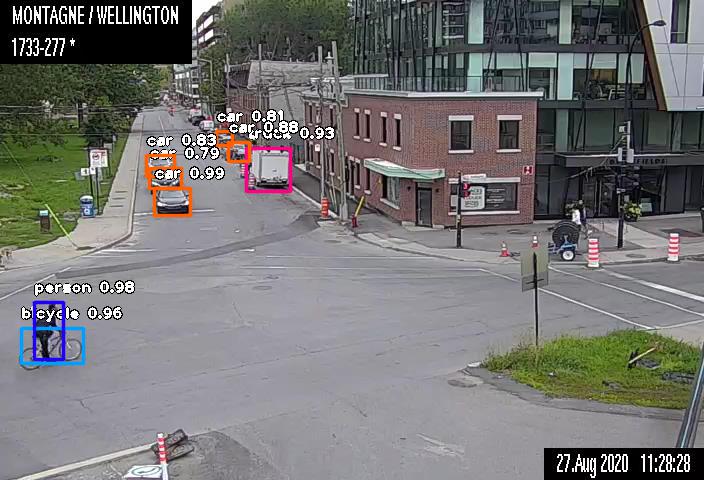 MONTAGNE / WELLINGTON
1733-277 *
car 0.81
car 0.88
truck 0.93
car 0.83
car 0.79
car 0.99
person 0.98
bicycle 0.96
27.Aug 2020 11:28:28